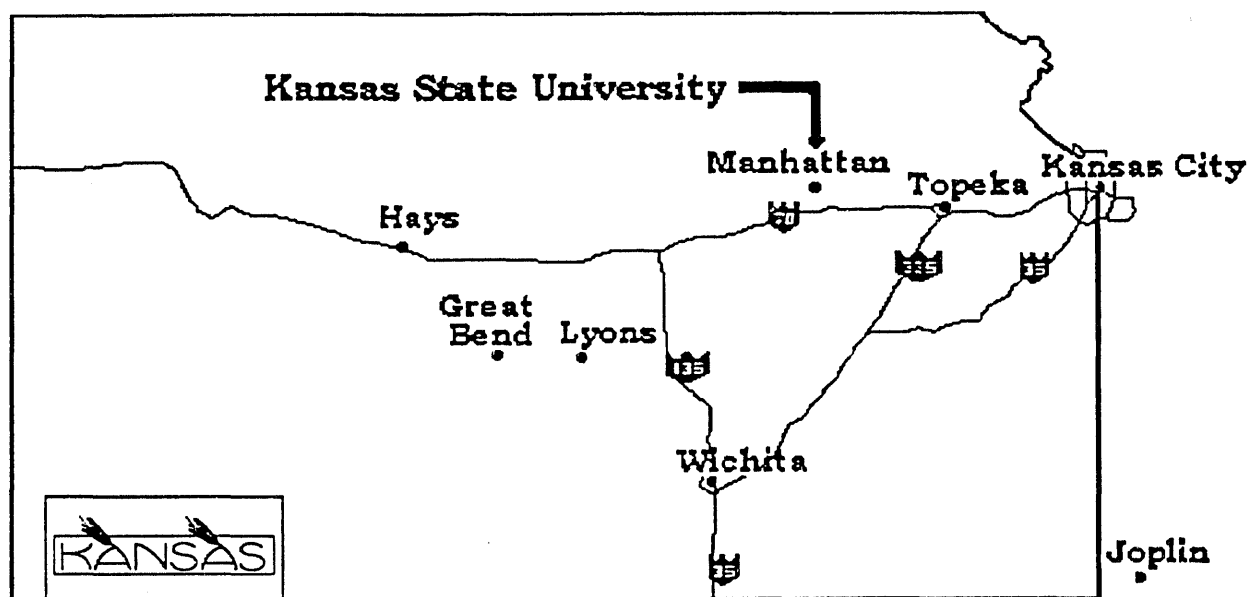 Kansas State University
Manhattan
Kansas City
Topeka
Hays
70
335
35
Great
Bend
Lyons
135
Wichita
KANSAS
35
Joplin